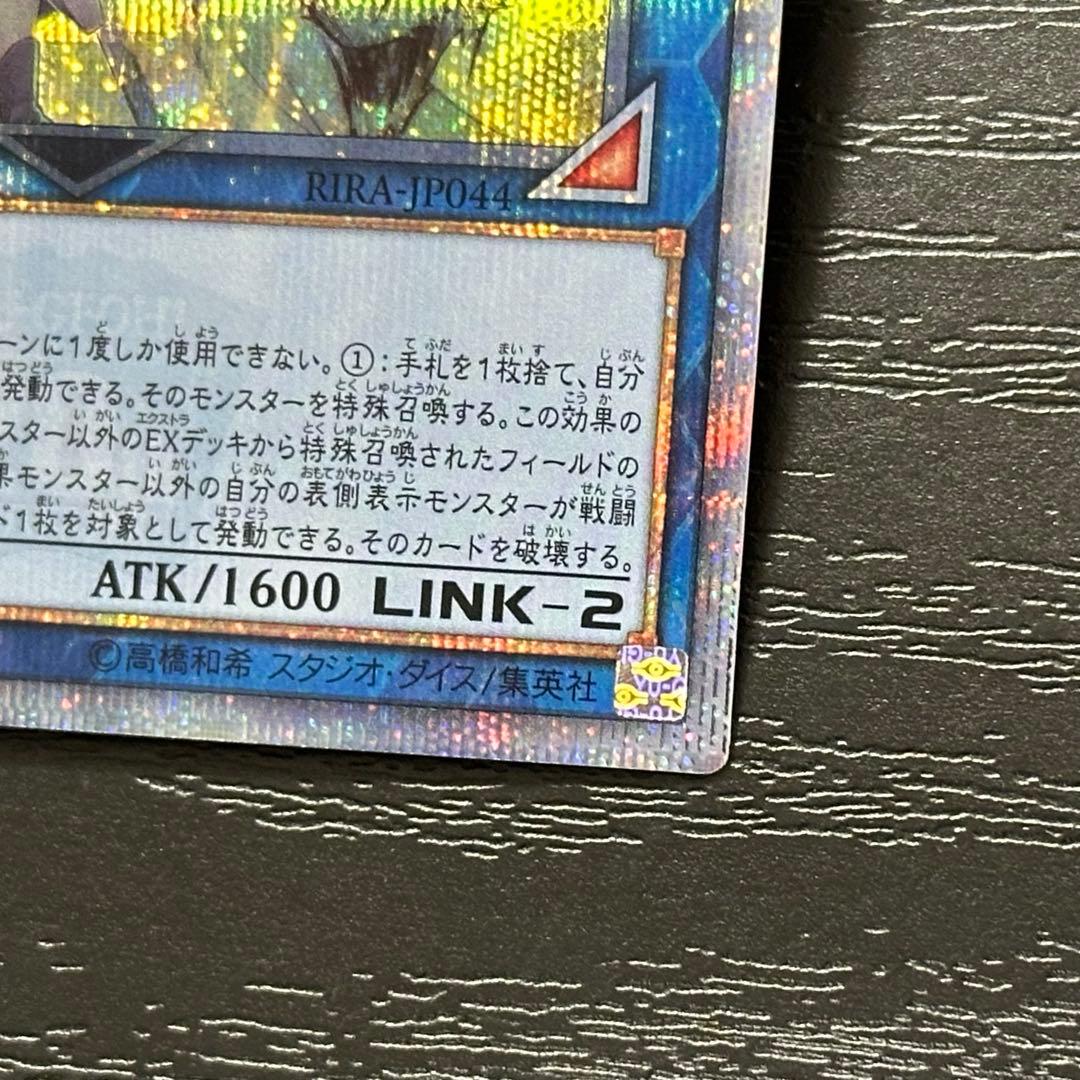 RIRA-JP044
ーンに1度しか使用できない。①:手札を1枚捨て、自分
発動できる。そのモンスターを特殊召喚する。この効果の
スター以外のEXデッキから特殊召喚されたフィールドの
果モンスター以外の自分の表側表示モンスターが戦闘
ド1枚を対象として発動できる。そのカードを破壊する。
ATK/1600 LINK-2
©高橋和希 スタジオ・ダイス/集英社